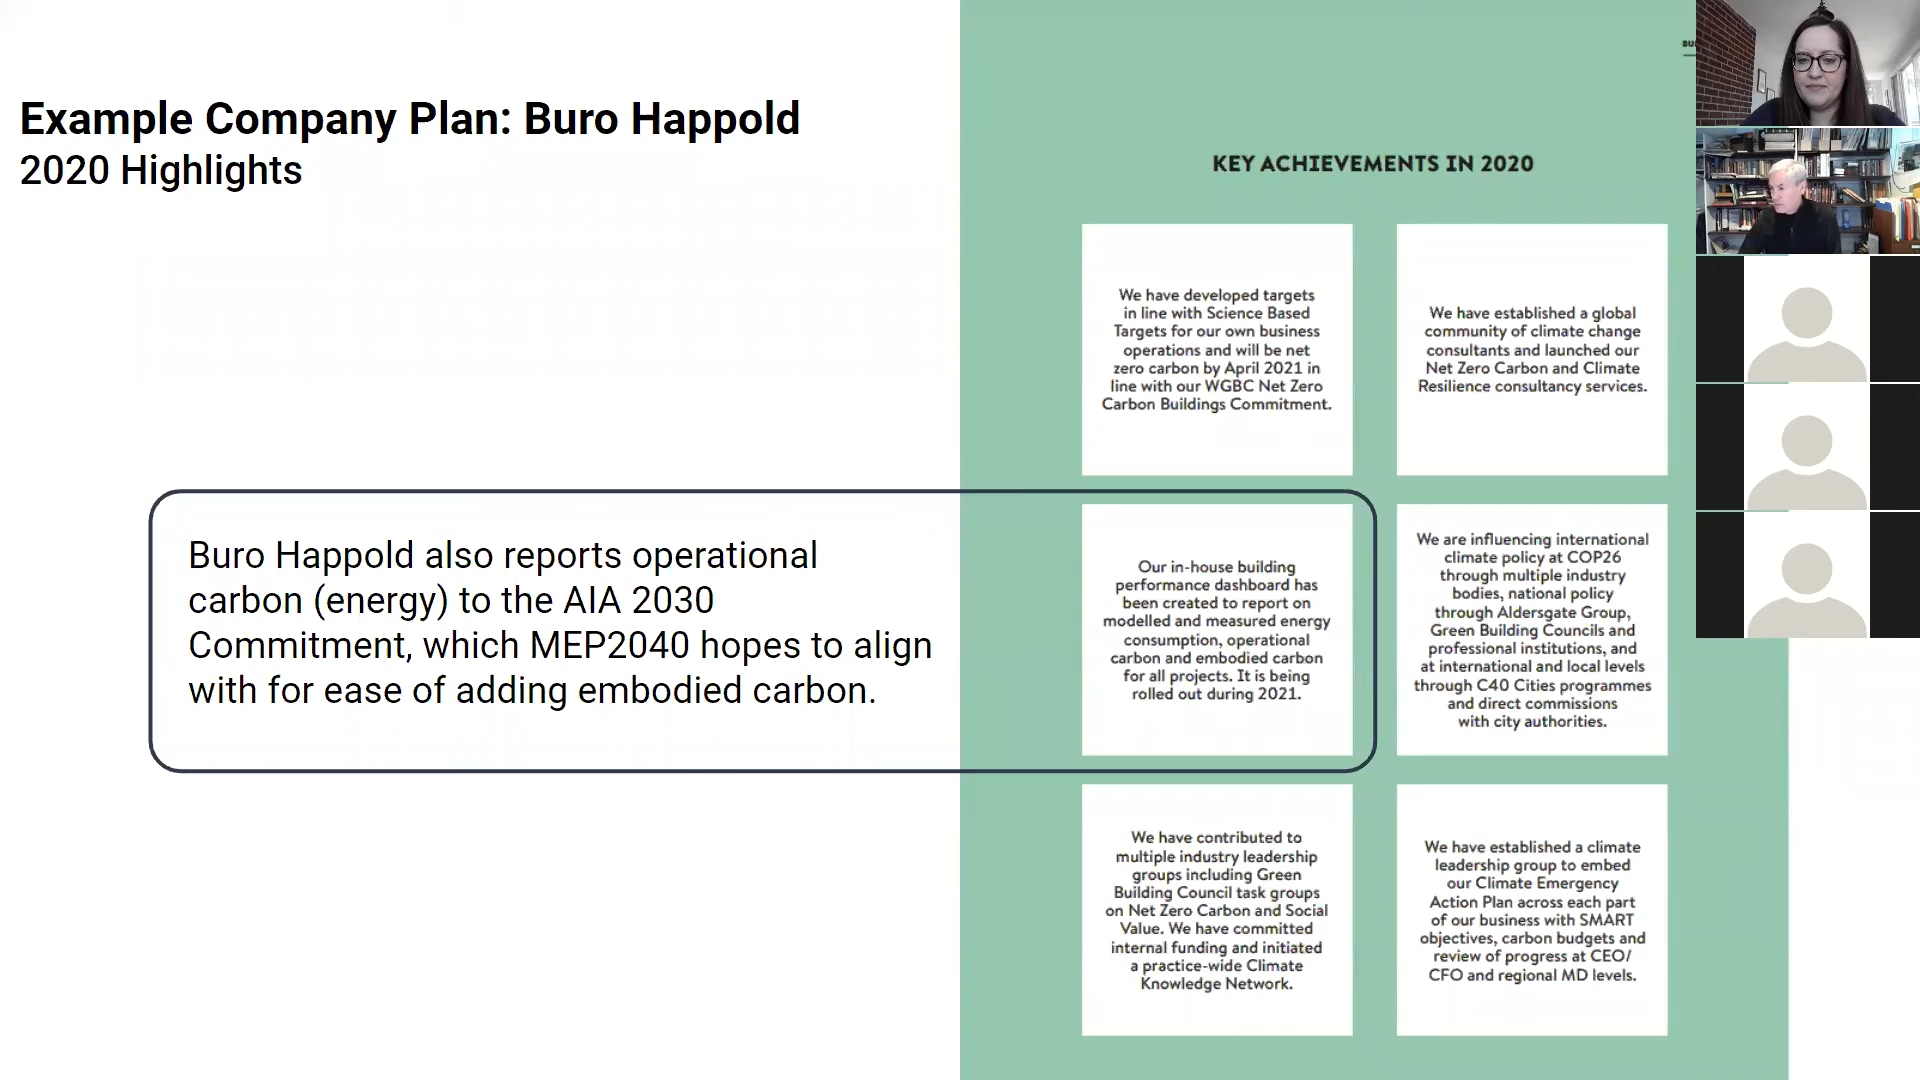 Example Company Plan: Buro Happold
2020 Highlights
KEY ACHIEVEMENTS IN 2020
We have developed targets
in line with Science Based
Targets for our own business
operations and will be net
zero carbon by April 2021 in
line with our WGBC Net Zero
Carbon Buildings Commitment.
We have established a global
community of climate change
consultants and launched our
Net Zero Carbon and Climate
Resilience consultancy services.
Buro Happold also reports operational
carbon (energy) to the AIA 2030
Commitment, which MEP2040 hopes to align
with for ease of adding embodied carbon.
Our in-house building
performance dashboard has
been created to report on
modelled and measured energy
consumption, operational
carbon and embodied carbon
for all projects. It is being
rolled out during 2021.
We are influencing international
climate policy at COP26
through multiple industry
bodies, national policy
through Aldersgate Group,
Green Building Councils and
professional institutions, and
at international and local levels
through C40 Cities programmes
and direct commissions
with city authorities.
We have contributed to
multiple industry leadership
groups including Green
Building Council task groups
on Net Zero Carbon and Social
Value. We have committed
internal funding and initiated
a practice-wide Climate
Knowledge Network.
We have established a climate
leadership group to embed
our Climate Emergency
Action Plan across each part
of our business with SMART
objectives, carbon budgets and
review of progress at CEO/
CFO and regional MD levels.